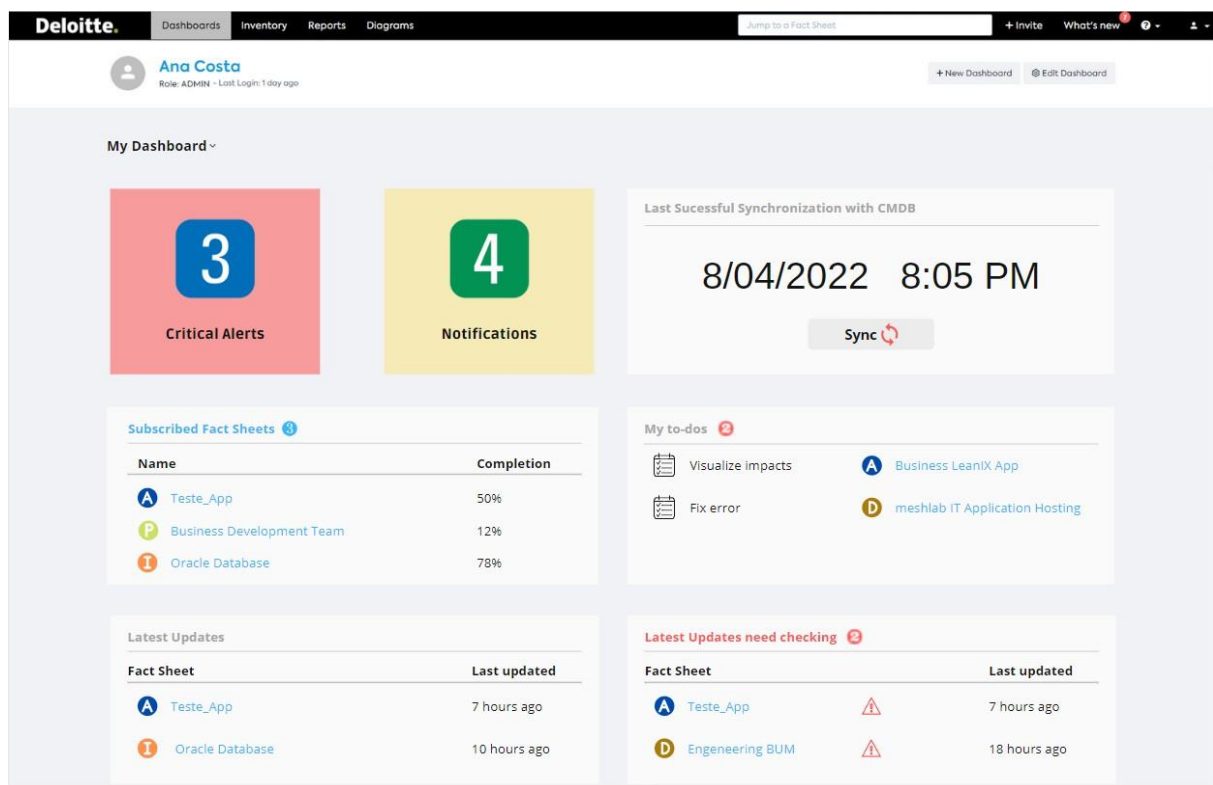 Deloitte. Dashboards Inventory Reports Diagrams Jump to a Fact Sheet + Invite What's new 7 ?
Ana Costa
Role: ADMIN - Last Login: 1 day ago
+ New Dashboard Edit Dashboard
My Dashboard
3
Critical Alerts
4
Notifications
Last Sucessful Synchronization with CMDB
8/04/2022 8:05 PM
Sync
Subscribed Fact Sheets 3
Name Completion
A Teste_App 50%
P Business Development Team 12%
I Oracle Database 78%
My to-dos 2
Visualize impacts A Business LeanIX App
Fix error D meshlab IT Application Hosting
Latest Updates
Fact Sheet Last updated
A Teste_App 7 hours ago
I Oracle Database 10 hours ago
Latest Updates need checking 2
Fact Sheet Last updated
A Teste_App 7 hours ago
D Engeneering BUM 18 hours ago